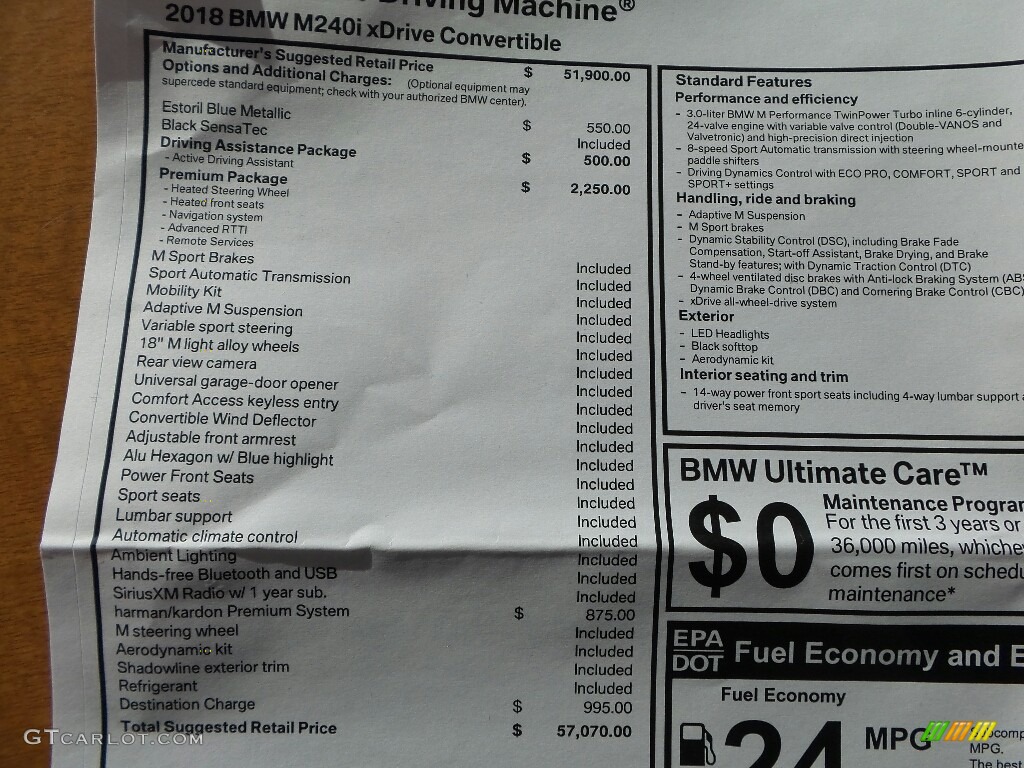 Driving Machine®
2018 BMW M240i xDrive Convertible
Manufacturer's Suggested Retail Price $ 51,900.00
Options and Additional Charges: (Optional equipment may
supercede standard equipment; check with your authorized BMW center).
Estoril Blue Metallic $ 550.00
Black SensaTec Included
Driving Assistance Package $ 500.00
- Active Driving Assistant
Premium Package $ 2,250.00
- Heated Steering Wheel
- Heated front seats
- Navigation system
- Advanced RTTI
- Remote Services
M Sport Brakes Included
Sport Automatic Transmission Included
Mobility Kit Included
Adaptive M Suspension Included
Variable sport steering Included
18" M light alloy wheels Included
Rear view camera Included
Universal garage-door opener Included
Comfort Access keyless entry Included
Convertible Wind Deflector Included
Adjustable front armrest Included
Alu Hexagon w/ Blue highlight Included
Power Front Seats Included
Sport seats Included
Lumbar support Included
Automatic climate control Included
Ambient Lighting Included
Hands-free Bluetooth and USB Included
SiriusXM Radio w/ 1 year sub. Included
harman/kardon Premium System $ 875.00
M steering wheel Included
Aerodynamic kit Included
Shadowline exterior trim Included
Refrigerant Included
Destination Charge $ 995.00
Total Suggested Retail Price $ 57,070.00
Standard Features
Performance and efficiency
- 3.0-liter BMW M Performance TwinPower Turbo inline 6-cylinder,
24-valve engine with variable valve control (Double-VANOS and
Valvetronic) and high-precision direct injection
- 8-speed Sport Automatic transmission with steering wheel-mounte
paddle shifters
- Driving Dynamics Control with ECO PRO, COMFORT, SPORT and
SPORT+ settings
Handling, ride and braking
- Adaptive M Suspension
- M Sport brakes
- Dynamic Stability Control (DSC), including Brake Fade
Compensation, Start-off Assistant, Brake Drying, and Brake
Stand-by features; with Dynamic Traction Control (DTC)
- 4-wheel ventilated disc brakes with Anti-lock Braking System (ABS
Dynamic Brake Control (DBC) and Cornering Brake Control (CBC)
- xDrive all-wheel-drive system
Exterior
- LED Headlights
- Black softtop
- Aerodynamic kit
Interior seating and trim
- 14-way power front sport seats including 4-way lumbar support a
driver's seat memory
BMW Ultimate Care™
$0
Maintenance Program
For the first 3 years or
36,000 miles, whicheve
comes first on schedu
maintenance*
EPA
DOT
Fuel Economy and E
Fuel Economy
24 MPG
comp
MPG.
The best
GTcarlot.com